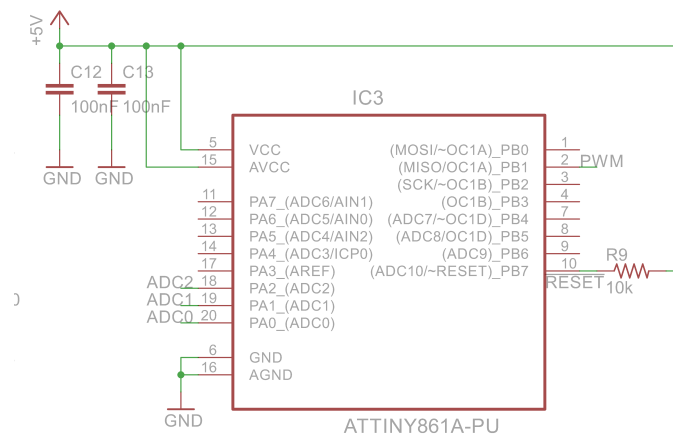 +5V
C12
C13
100nF
100nF
GND
GND
IC3
5
VCC
15
AVCC
11
PA7_(ADC6/AIN1)
12
PA6_(ADC5/AIN0)
13
PA5_(ADC4/AIN2)
14
PA4_(ADC3/ICP0)
17
PA3_(AREF)
ADC2
18
PA2_(ADC2)
ADC1
19
PA1_(ADC1)
ADC0
20
PA0_(ADC0)
6
GND
16
AGND
GND
(MOSI/~OC1A)_PB0
1
(MISO/OC1A)_PB1
2
PWM
(SCK/~OC1B)_PB2
3
(OC1B)_PB3
4
(ADC7/~OC1D)_PB4
7
(ADC8/OC1D)_PB5
8
(ADC9)_PB6
9
(ADC10/~RESET)_PB7
10
RESET
R9
10k
0
ATTINY861A-PU